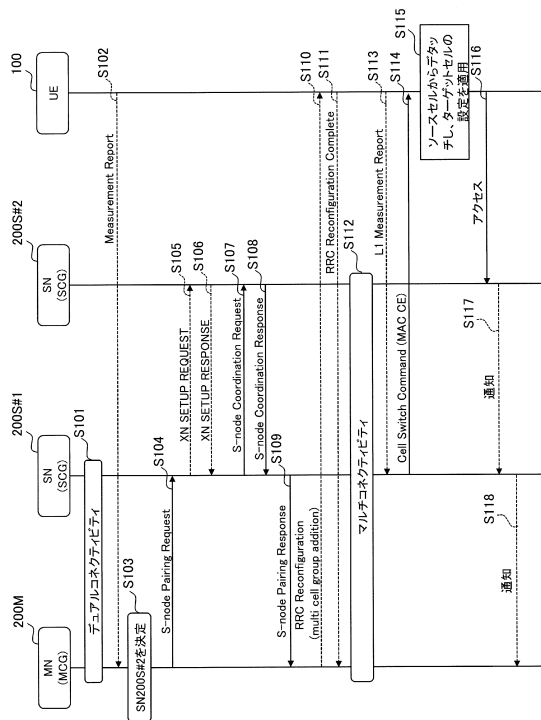 200M
MN
(MCG)
200S#1
SN
(SCG)
200S#2
SN
(SCG)
100
UE
S101
デュアルコネクティビティ
S102
Measurement Report
S103
SN200S#2を決定
S104
S-node Pairing Request
S105
XN SETUP REQUEST
S106
XN SETUP RESPONSE
S107
S-node Coordination Request
S108
S-node Coordination Response
S109
S-node Pairing Response
S110
RRC Reconfiguration
(multi cell group addition)
S111
RRC Reconfiguration Complete
S112
マルチコネクティビティ
S113
L1 Measurement Report
S114
Cell Switch Command (MAC CE)
S115
ソースセルからデタッ
チし、ターゲットセルの
設定を適用
S116
アクセス
S117
通知
S118
通知